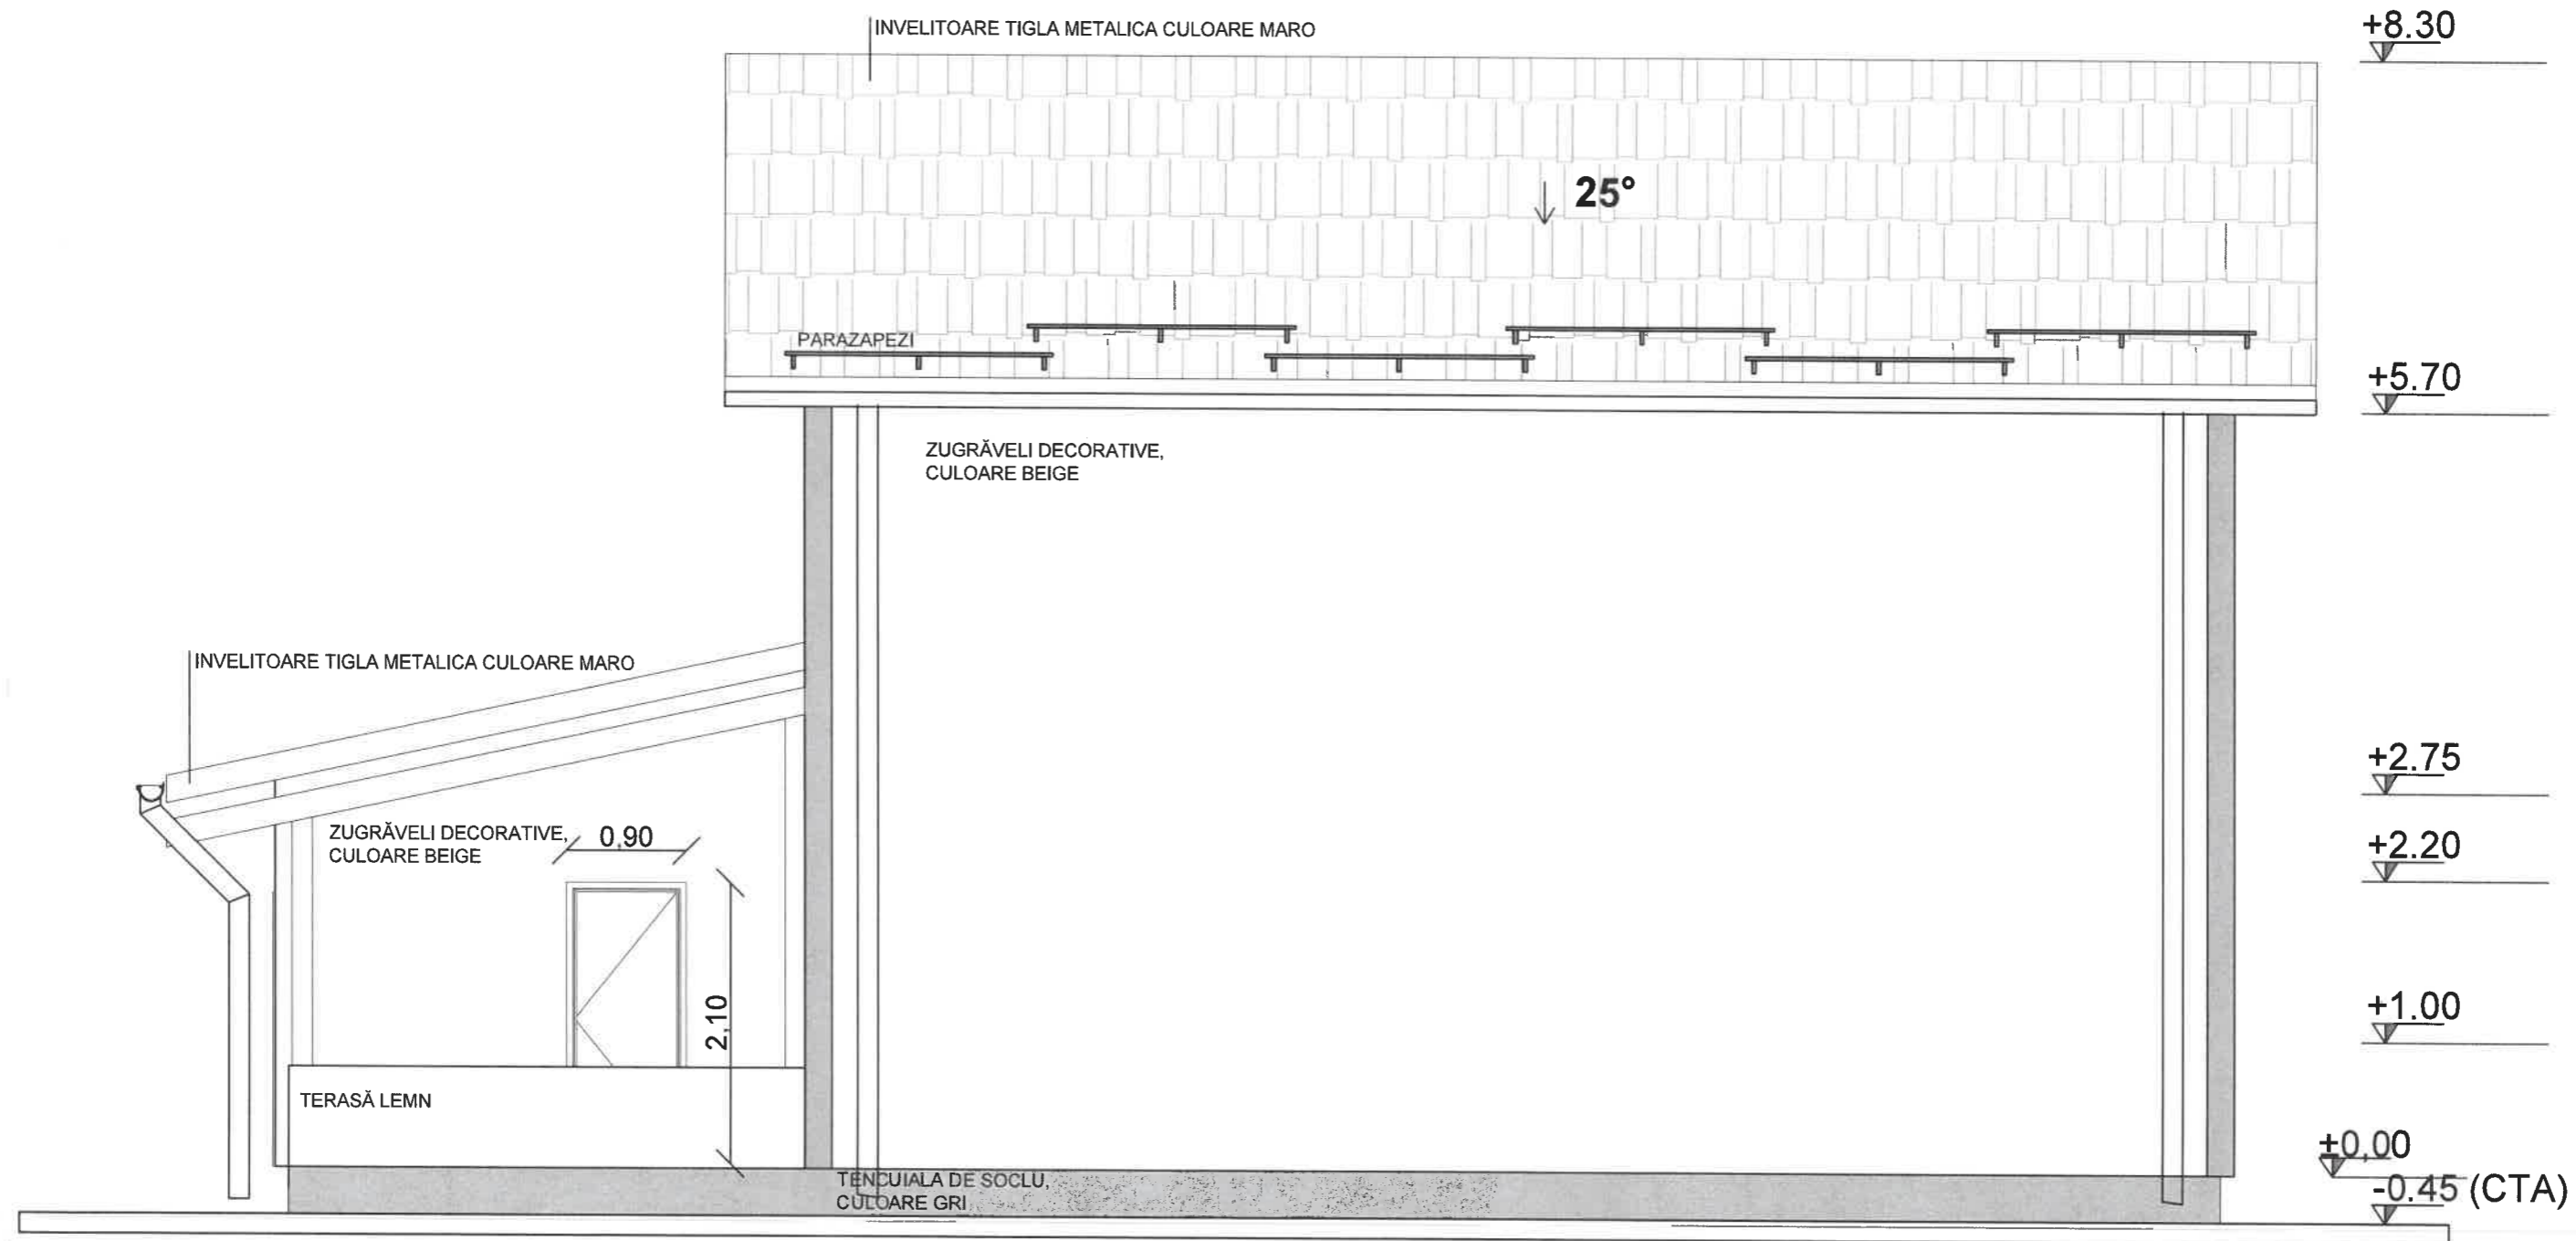 INVELITOARE TIGLA METALICA CULOARE MARO
+8.30
25°
PARAZAPEZI
+5.70
ZUGRĂVELI DECORATIVE,
CULOARE BEIGE
INVELITOARE TIGLA METALICA CULOARE MARO
+2.75
ZUGRĂVELI DECORATIVE,
CULOARE BEIGE
0,90
+2.20
2,10
+1.00
TERASĂ LEMN
±0,00
TENCUIALA DE SOCLU,
CULOARE GRI
-0.45 (CTA)